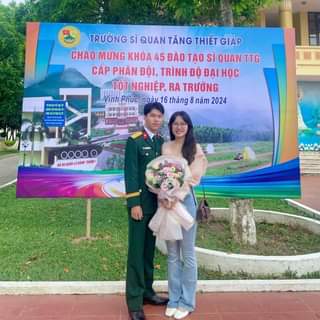 TRƯỜNG SĨ QUAN TĂNG THIẾT GIÁP
CHÀO MỪNG KHÓA 45 ĐÀO TẠO SĨ QUAN TTG
CẤP PHÂN ĐỘI, TRÌNH ĐỘ ĐẠI HỌC
TỐT NGHIỆP, RA TRƯỜNG
Vĩnh Phúc, ngày 16 tháng 8 năm 2024